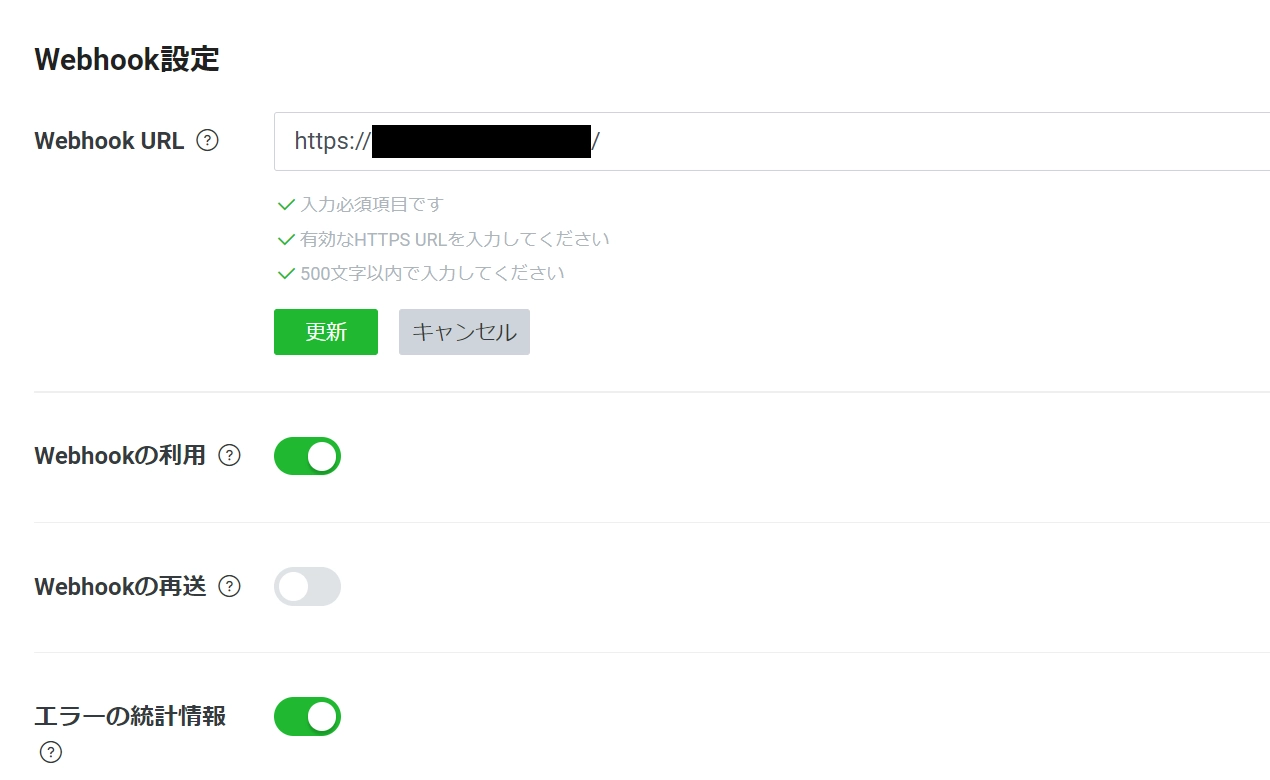 Webhook設定
Webhook URL ?
https:// /
入力必須項目です
有効なHTTPS URLを入力してください
500文字以内で入力してください
更新 キャンセル
Webhookの利用 ?
Webhookの再送 ?
エラーの統計情報
?